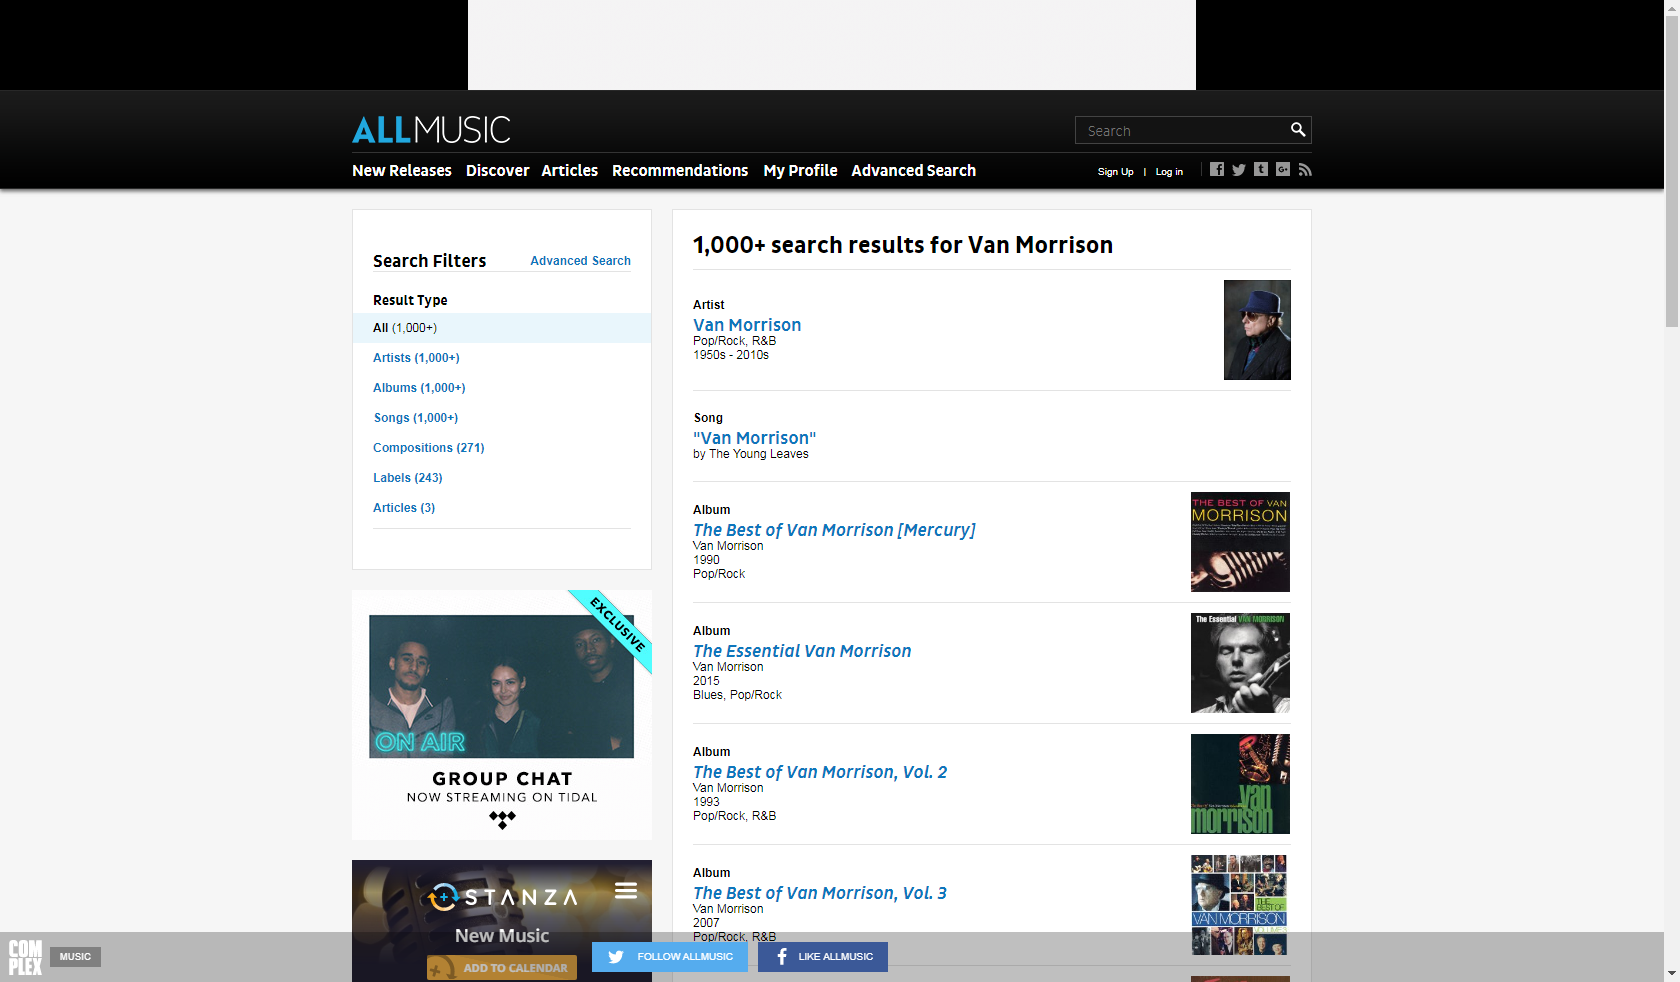 ALLMUSIC
Search
New Releases Discover Articles Recommendations My Profile Advanced Search
Sign Up | Log in
Search Filters
Advanced Search
Result Type
All (1,000+)
Artists (1,000+)
Albums (1,000+)
Songs (1,000+)
Compositions (271)
Labels (243)
Articles (3)
EXCLUSIVE
ON AIR
GROUP CHAT
NOW STREAMING ON TIDAL
STANZA
New Music
ADD TO CALENDAR
1,000+ search results for Van Morrison
Artist
Van Morrison
Pop/Rock, R&B
1950s - 2010s
Song
"Van Morrison"
by The Young Leaves
Album
The Best of Van Morrison [Mercury]
Van Morrison
1990
Pop/Rock
THE BEST OF VAN
MORRISON
Album
The Essential Van Morrison
Van Morrison
2015
Blues, Pop/Rock
The Essential VAN MORRISON
Album
The Best of Van Morrison, Vol. 2
Van Morrison
1993
Pop/Rock, R&B
van
morrison
Album
The Best of Van Morrison, Vol. 3
Van Morrison
2007
Pop/Rock, R&B
THE
BEST OF
VAN MORRISON
COM
PLEX
MUSIC
FOLLOW ALLMUSIC
LIKE ALLMUSIC